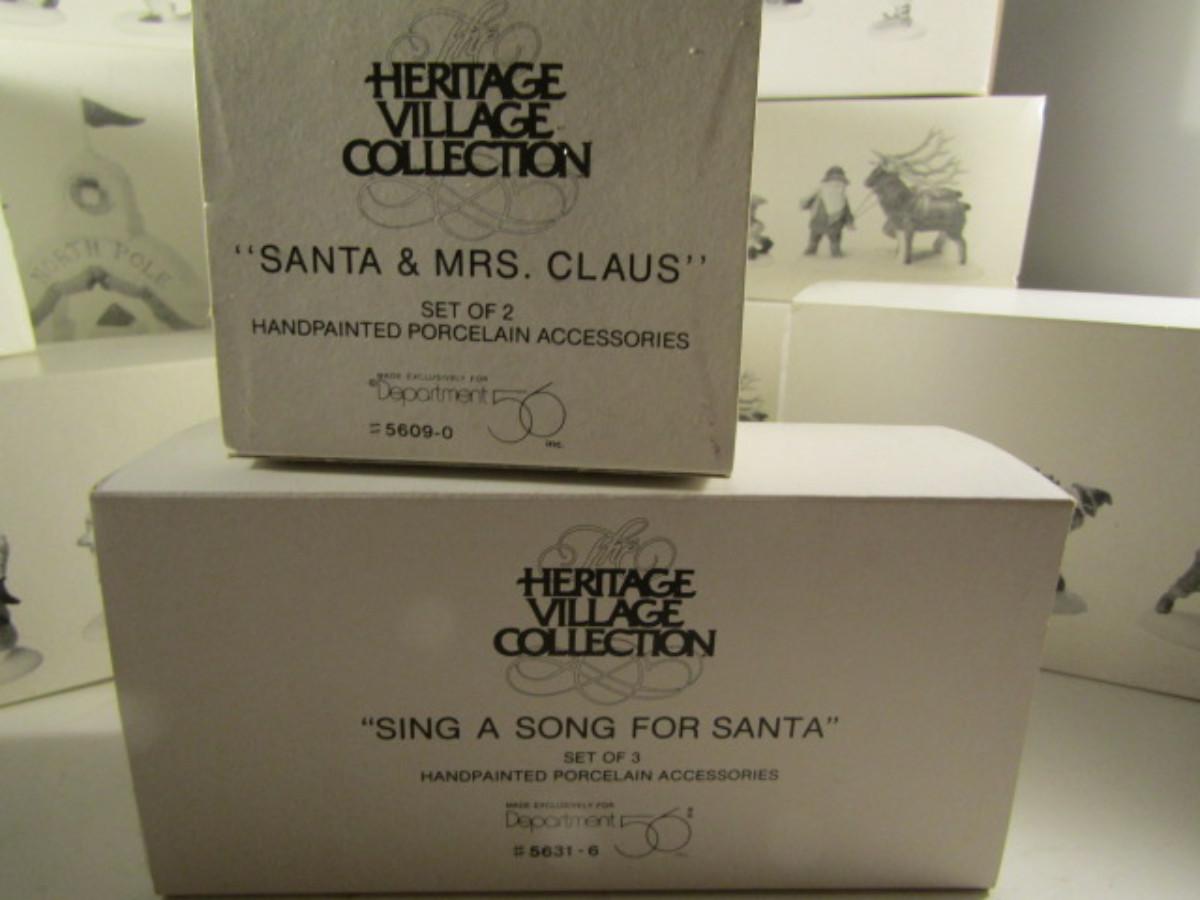 The
HERITAGE
VILLAGE
COLLECTION
''SANTA & MRS. CLAUS''
SET OF 2
HANDPAINTED PORCELAIN ACCESSORIES
MADE EXCLUSIVELY FOR
©Department 56
inc.
# 5609-0
NORTH POLE
The
HERITAGE
VILLAGE
COLLECTION
“SING A SONG FOR SANTA”
SET OF 3
HANDPAINTED PORCELAIN ACCESSORIES
MADE EXCLUSIVELY FOR
Department 56
# 5631-6